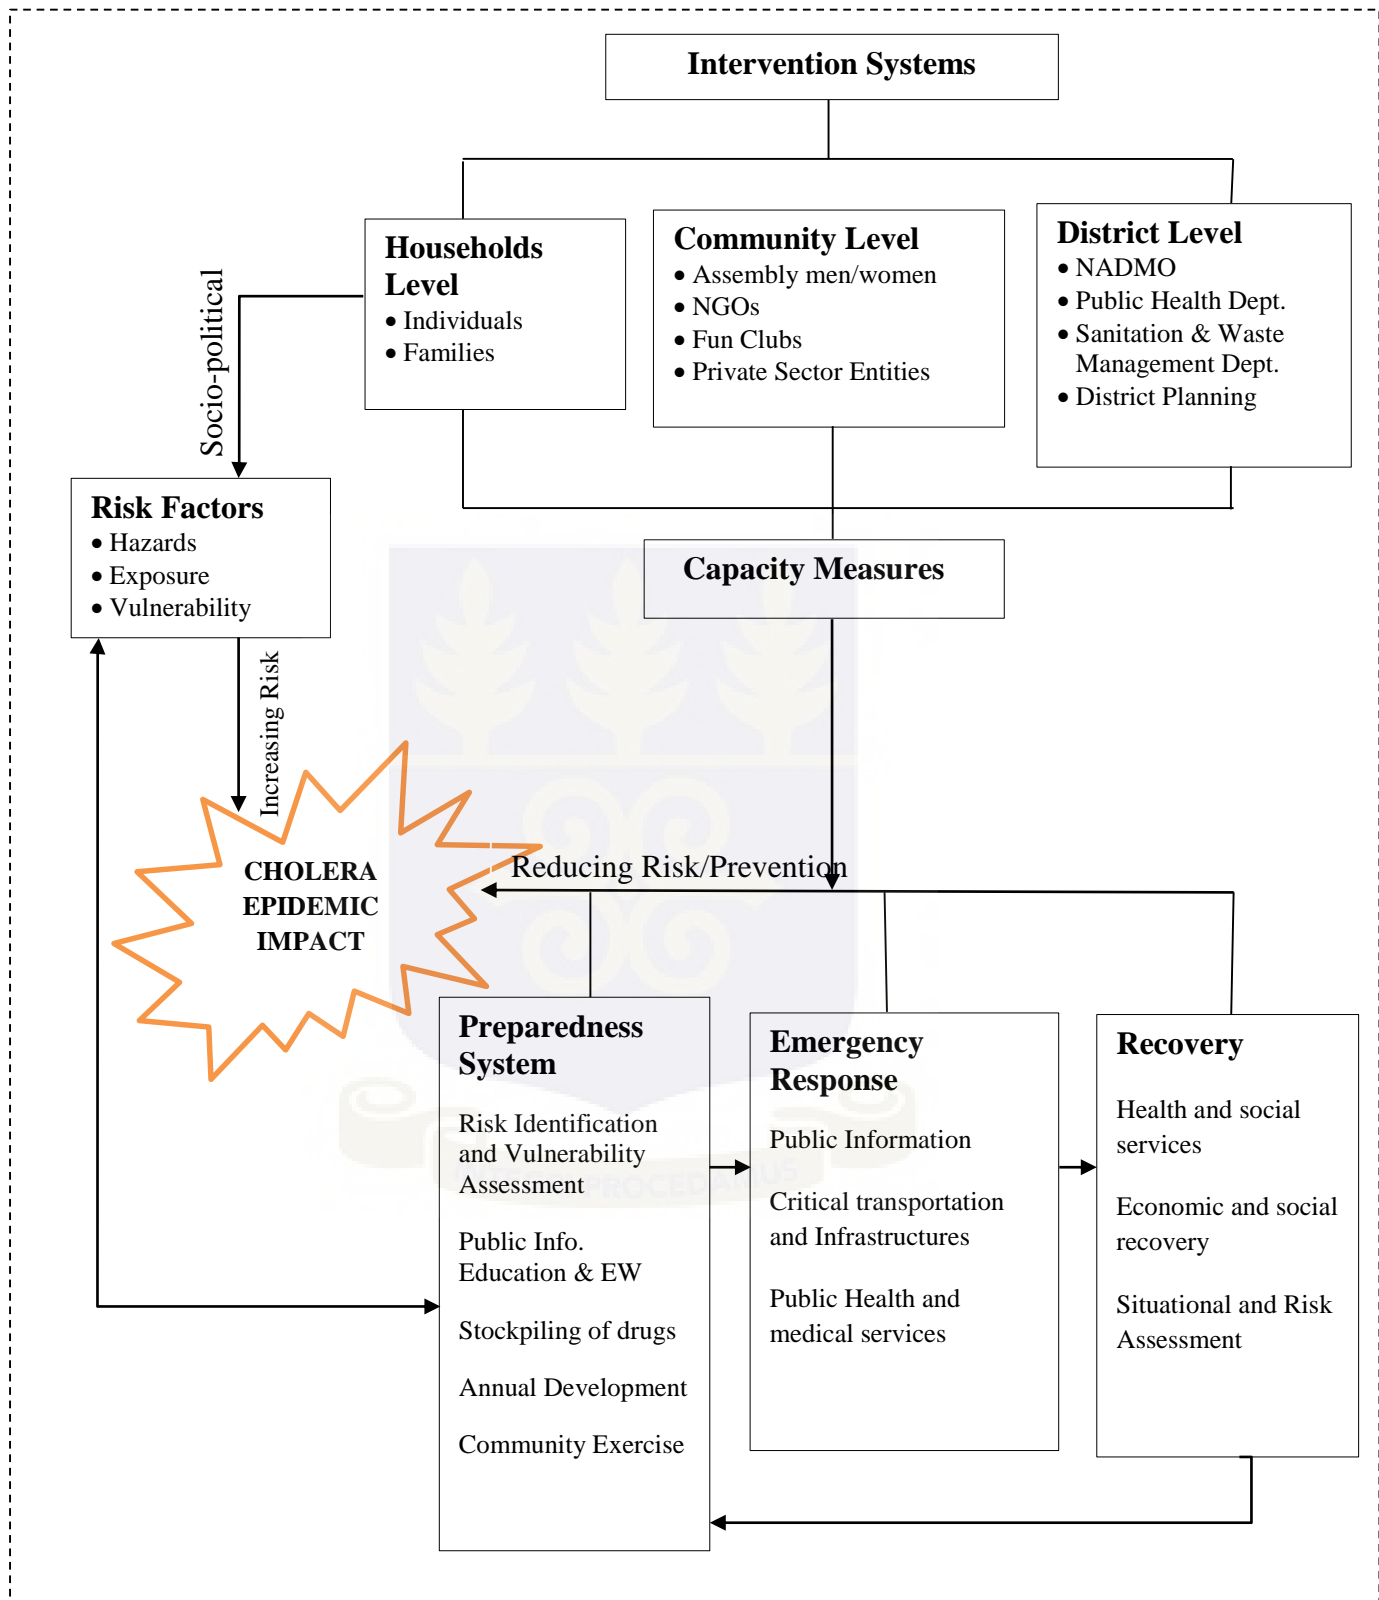 Intervention Systems
Households
Level
• Individuals
• Families
Community Level
• Assembly men/women
• NGOs
• Fun Clubs
• Private Sector Entities
District Level
• NADMO
• Public Health Dept.
• Sanitation & Waste
Management Dept.
• District Planning
Socio-political
Risk Factors
• Hazards
• Exposure
• Vulnerability
Capacity Measures
Increasing Risk
CHOLERA
EPIDEMIC
IMPACT
Reducing Risk/Prevention
Preparedness
System
Risk Identification
and Vulnerability
Assessment
Public Info.
Education & EW
Stockpiling of drugs
Annual Development
Community Exercise
Emergency
Response
Public Information
Critical transportation
and Infrastructures
Public Health and
medical services
Recovery
Health and social
services
Economic and social
recovery
Situational and Risk
Assessment
PROCEDAMUS